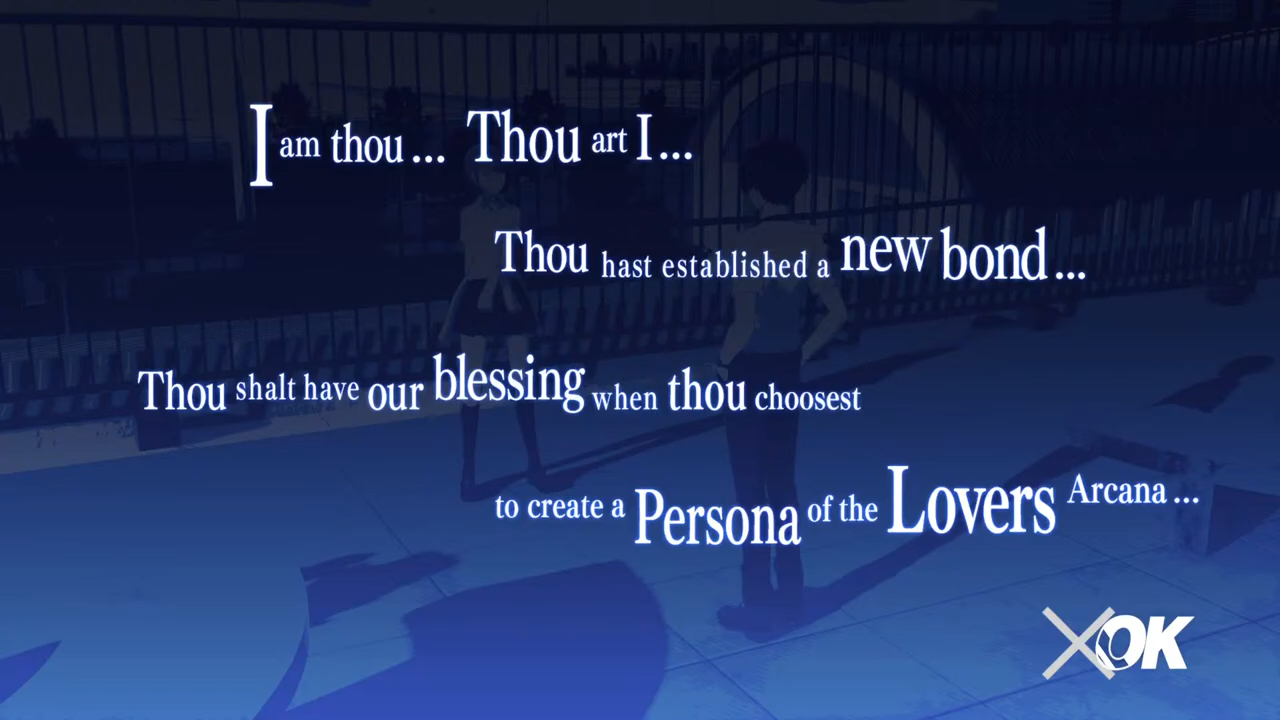 I am thou... Thou art I...
Thou hast established a new bond...
Thou shalt have our blessing when thou choosest
to create a Persona of the Lovers Arcana...
OK